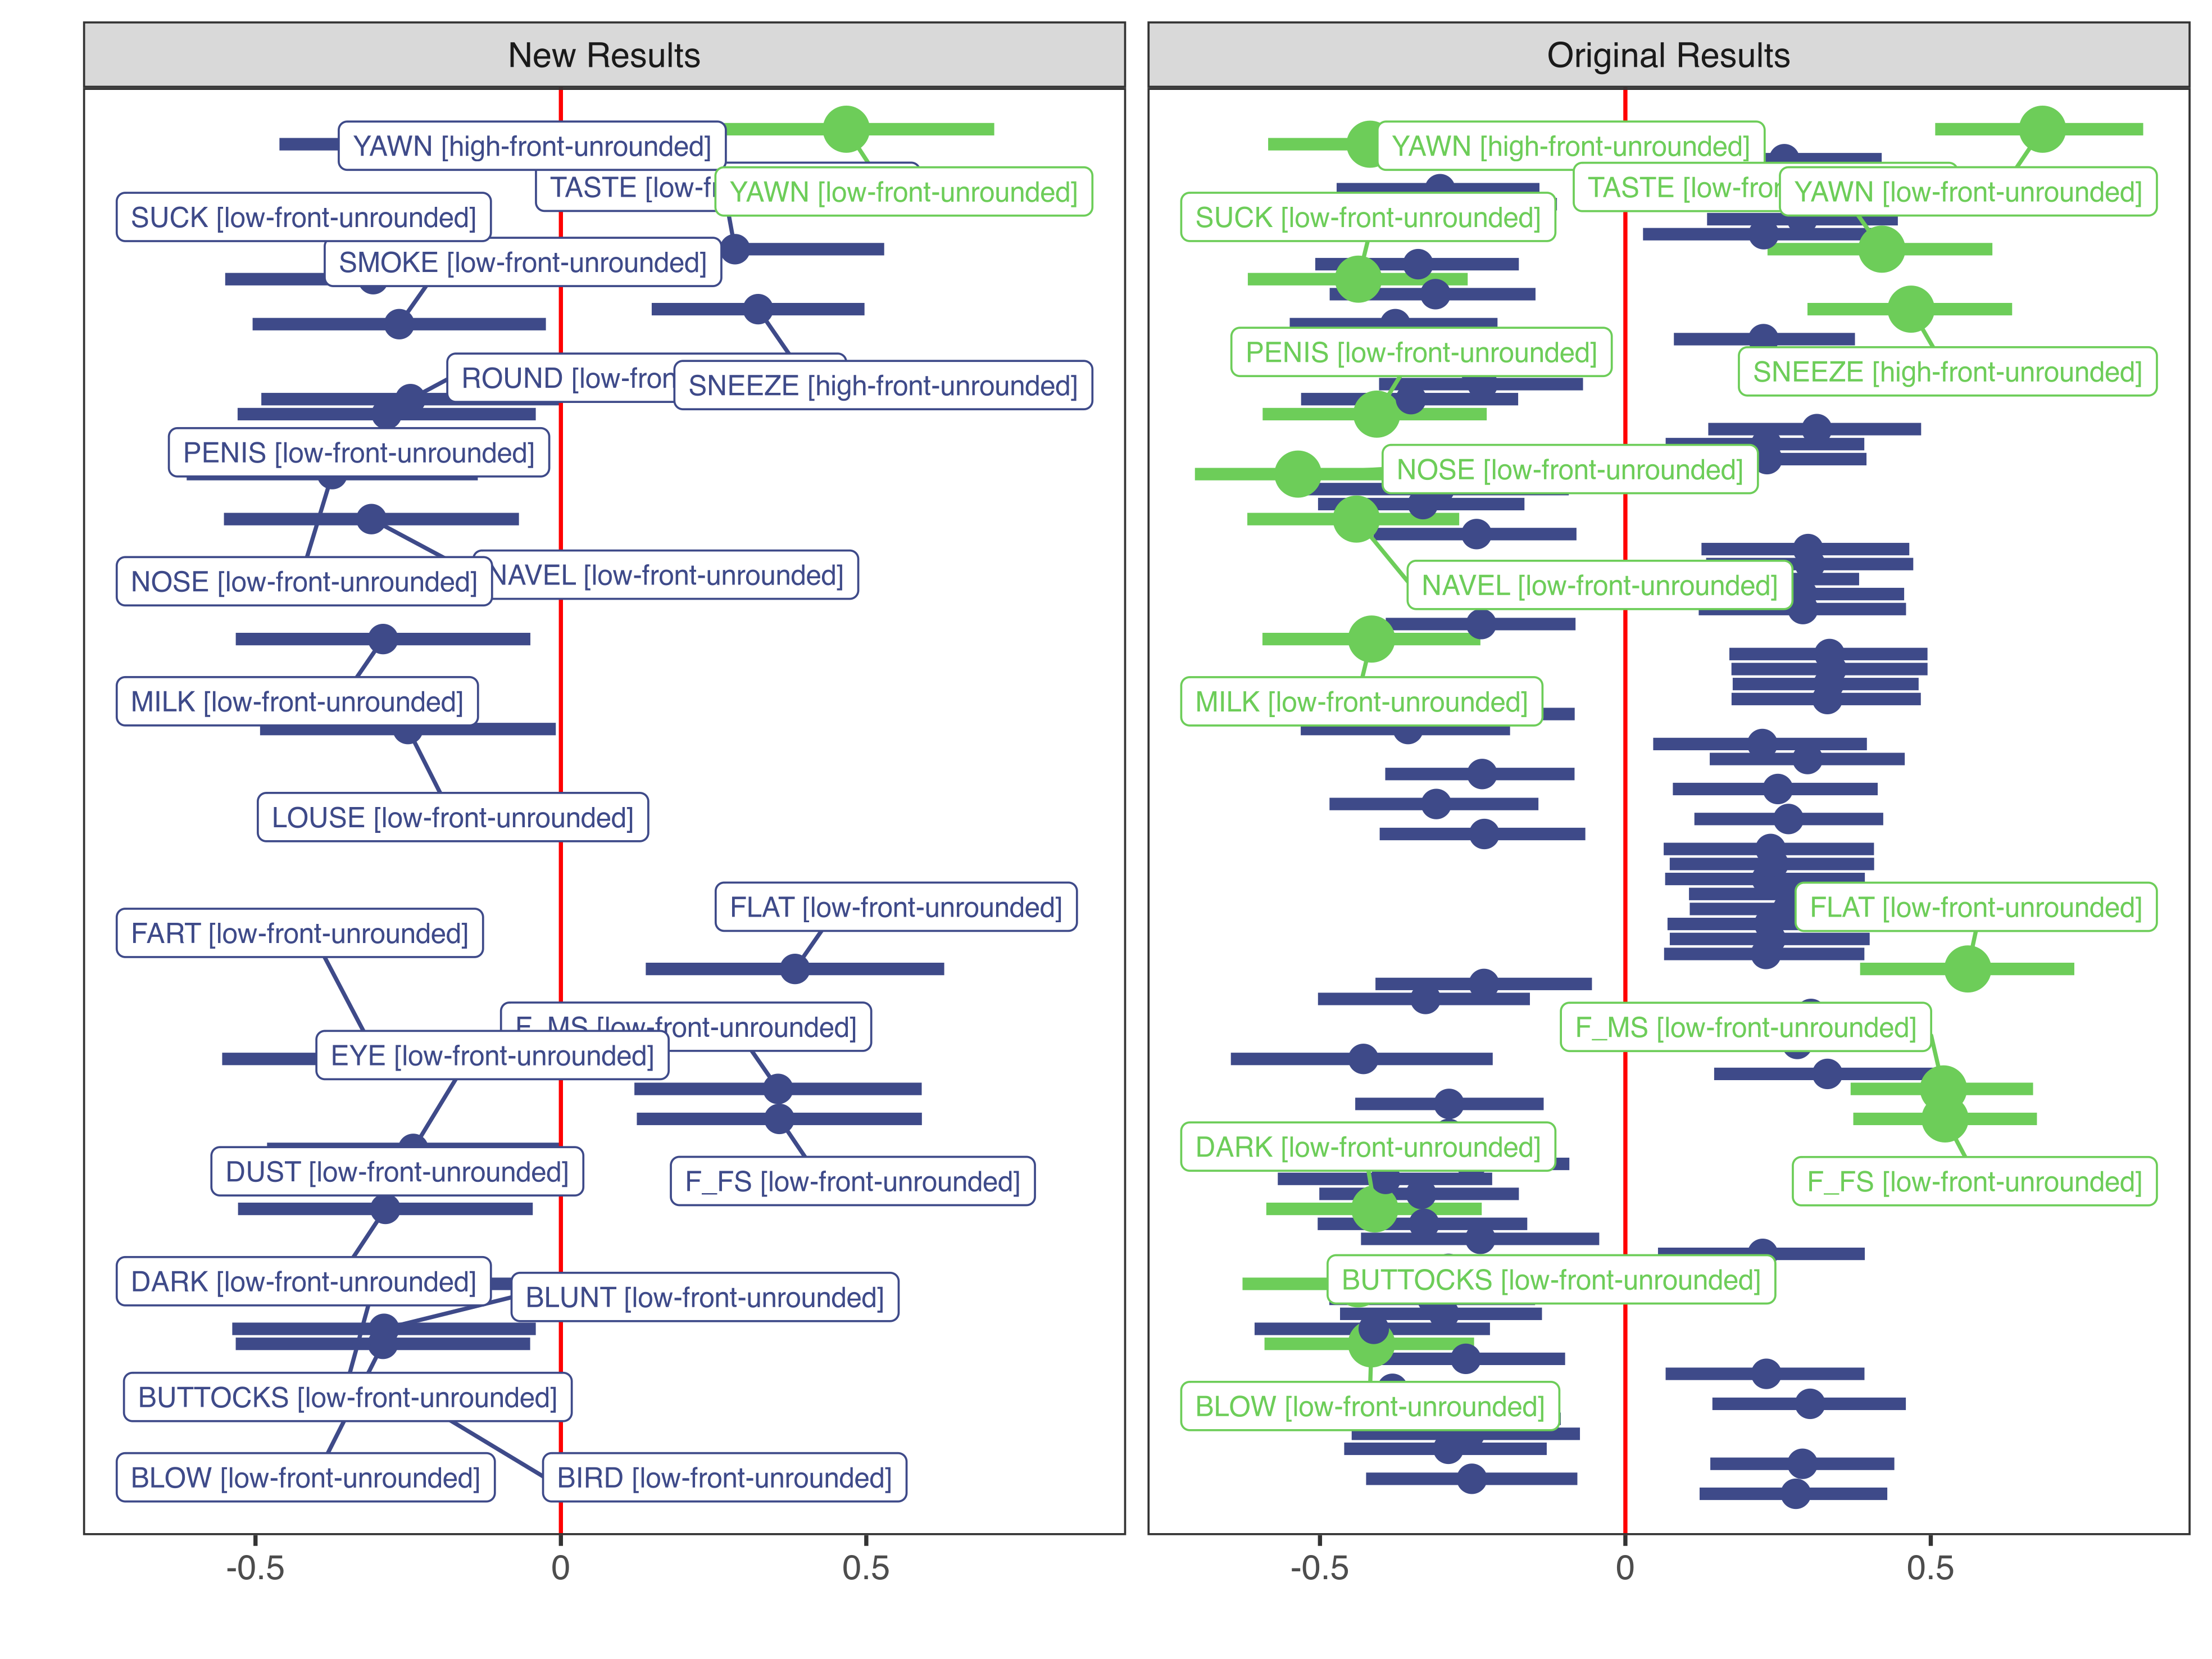 New Results
YAWN [high-front-unrounded]
TASTE [low-f
YAWN [low-front-unrounded]
SUCK [low-front-unrounded]
SMOKE [low-front-unrounded]
ROUND [low-fron
SNEEZE [high-front-unrounded]
PENIS [low-front-unrounded]
NOSE [low-front-unrounded]
NAVEL [low-front-unrounded]
MILK [low-front-unrounded]
LOUSE [low-front-unrounded]
FLAT [low-front-unrounded]
FART [low-front-unrounded]
F_MS [low-front-unrounded]
EYE [low-front-unrounded]
DUST [low-front-unrounded]
F_FS [low-front-unrounded]
DARK [low-front-unrounded]
BLUNT [low-front-unrounded]
BUTTOCKS [low-front-unrounded]
BLOW [low-front-unrounded]
BIRD [low-front-unrounded]
-0.5 0 0.5
Original Results
YAWN [high-front-unrounded]
TASTE [low-fron
YAWN [low-front-unrounded]
SUCK [low-front-unrounded]
PENIS [low-front-unrounded]
SNEEZE [high-front-unrounded]
NOSE [low-front-unrounded]
NAVEL [low-front-unrounded]
MILK [low-front-unrounded]
FLAT [low-front-unrounded]
F_MS [low-front-unrounded]
DARK [low-front-unrounded]
F_FS [low-front-unrounded]
BUTTOCKS [low-front-unrounded]
BLOW [low-front-unrounded]
-0.5 0 0.5